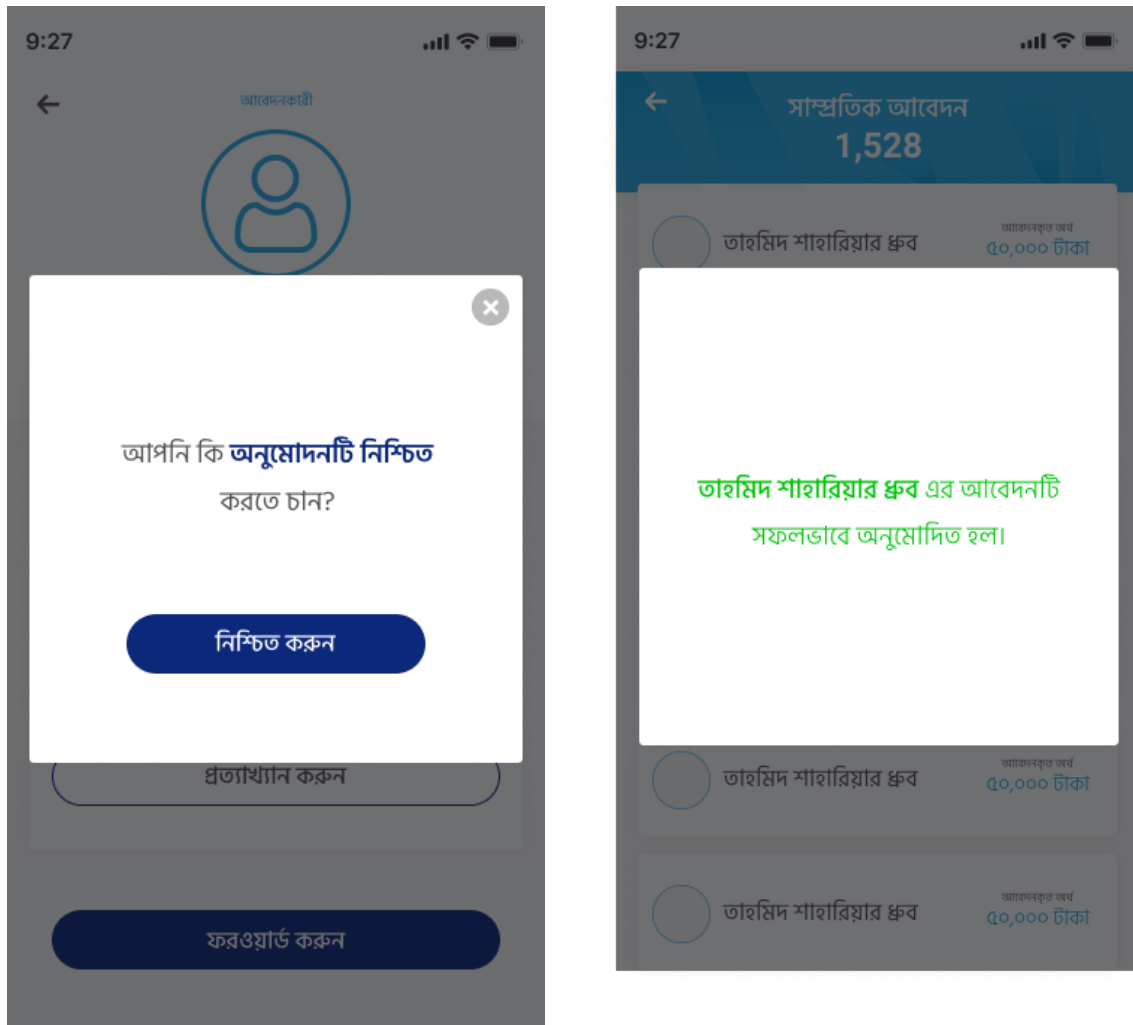 9:27
আবেদনকারী
আপনি কি অনুমোদনটি নিশ্চিত
করতে চান?
নিশ্চিত করুন
প্রত্যাখ্যান করুন
ফরওয়ার্ড করুন
9:27
সাম্প্রতিক আবেদন
1,528
তাহমিদ শাহারিয়ার ধ্রুব
আবেদনকৃত অর্থ
৫০,০০০ টাকা
তাহমিদ শাহারিয়ার ধ্রুব এর আবেদনটি
সফলভাবে অনুমোদিত হল।
তাহমিদ শাহারিয়ার ধ্রুব
আবেদনকৃত অর্থ
৫০,০০০ টাকা
তাহমিদ শাহারিয়ার ধ্রুব
আবেদনকৃত অর্থ
৫০,০০০ টাকা